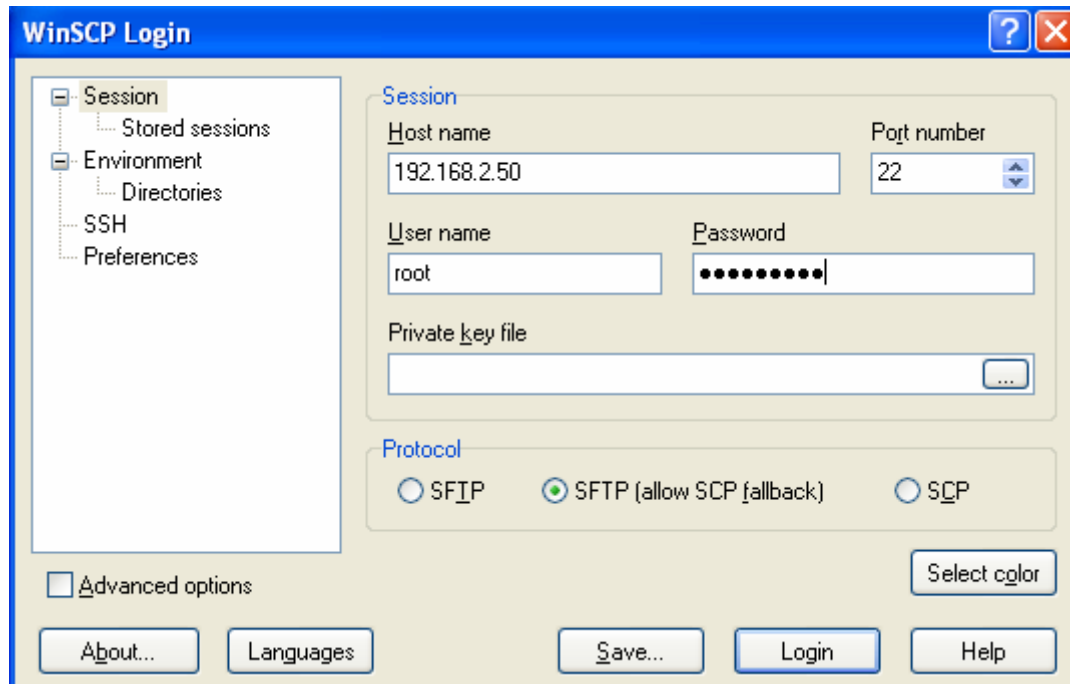 WinSCP Login
Session
Stored sessions
Environment
Directories
SSH
Preferences
Session
Host name
Port number
192.168.2.50
22
User name
Password
root
●●●●●●●●●
Private key file
...
Protocol
SFTP
SFTP (allow SCP fallback)
SCP
Advanced options
Select color
About...
Languages
Save...
Login
Help